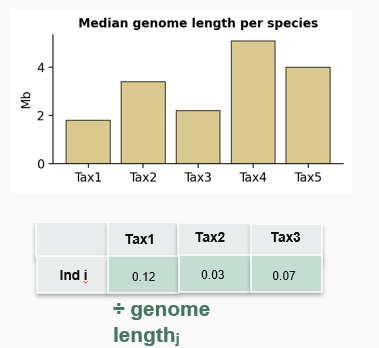 Median genome length per species
Mb
4
2
0
Tax1 Tax2 Tax3 Tax4 Tax5
Tax1 Tax2 Tax3
Ind i 0.12 0.03 0.07
÷ genome
lengthⱼ